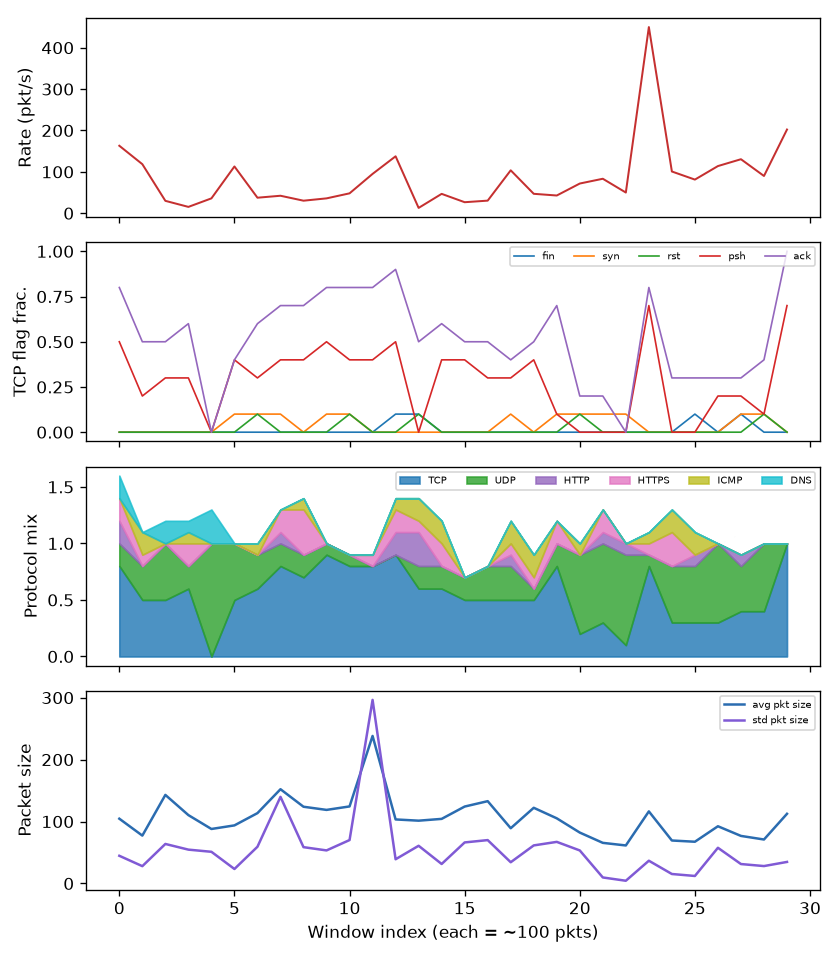 Rate (pkt/s)
400
300
200
100
0
TCP flag frac.
1.00
0.75
0.50
0.25
0.00
fin syn rst psh ack
Protocol mix
1.5
1.0
0.5
0.0
TCP UDP HTTP HTTPS ICMP DNS
Packet size
300
200
100
0
avg pkt size
std pkt size
0 5 10 15 20 25 30
Window index (each = ~100 pkts)